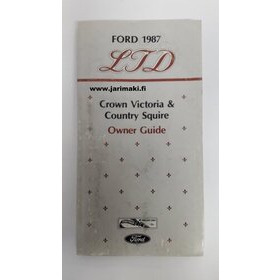 FORD 1987
LTD
www.jarimaki.fi
Crown Victoria &
Country Squire
Owner Guide
Ford